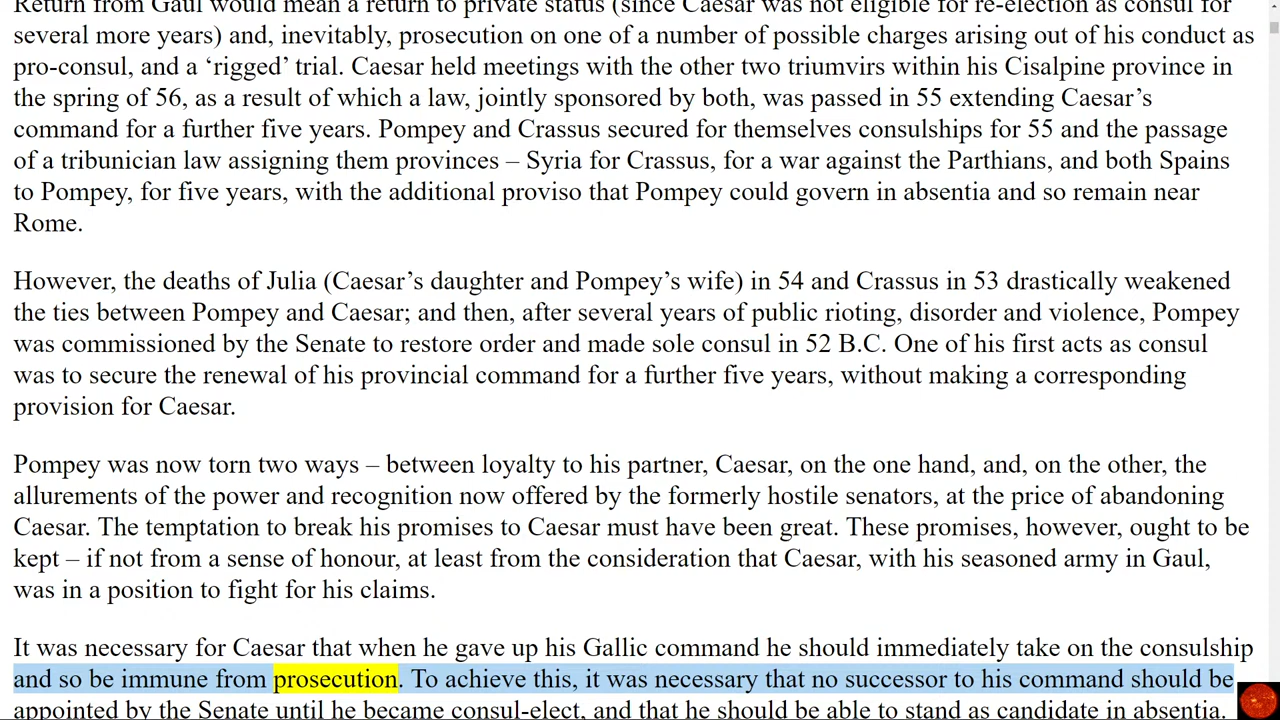 Return from Gaul would mean a return to private status (since Caesar was not eligible for re-election as consul for
several more years) and, inevitably, prosecution on one of a number of possible charges arising out of his conduct as
pro-consul, and a ‘rigged’ trial. Caesar held meetings with the other two triumvirs within his Cisalpine province in
the spring of 56, as a result of which a law, jointly sponsored by both, was passed in 55 extending Caesar’s
command for a further five years. Pompey and Crassus secured for themselves consulships for 55 and the passage
of a tribunician law assigning them provinces – Syria for Crassus, for a war against the Parthians, and both Spains
to Pompey, for five years, with the additional proviso that Pompey could govern in absentia and so remain near
Rome.
However, the deaths of Julia (Caesar’s daughter and Pompey’s wife) in 54 and Crassus in 53 drastically weakened
the ties between Pompey and Caesar; and then, after several years of public rioting, disorder and violence, Pompey
was commissioned by the Senate to restore order and made sole consul in 52 B.C. One of his first acts as consul
was to secure the renewal of his provincial command for a further five years, without making a corresponding
provision for Caesar.
Pompey was now torn two ways – between loyalty to his partner, Caesar, on the one hand, and, on the other, the
allurements of the power and recognition now offered by the formerly hostile senators, at the price of abandoning
Caesar. The temptation to break his promises to Caesar must have been great. These promises, however, ought to be
kept – if not from a sense of honour, at least from the consideration that Caesar, with his seasoned army in Gaul,
was in a position to fight for his claims.
It was necessary for Caesar that when he gave up his Gallic command he should immediately take on the consulship
and so be immune from prosecution. To achieve this, it was necessary that no successor to his command should be
appointed by the Senate until he became consul-elect, and that he should be able to stand as candidate in absentia.